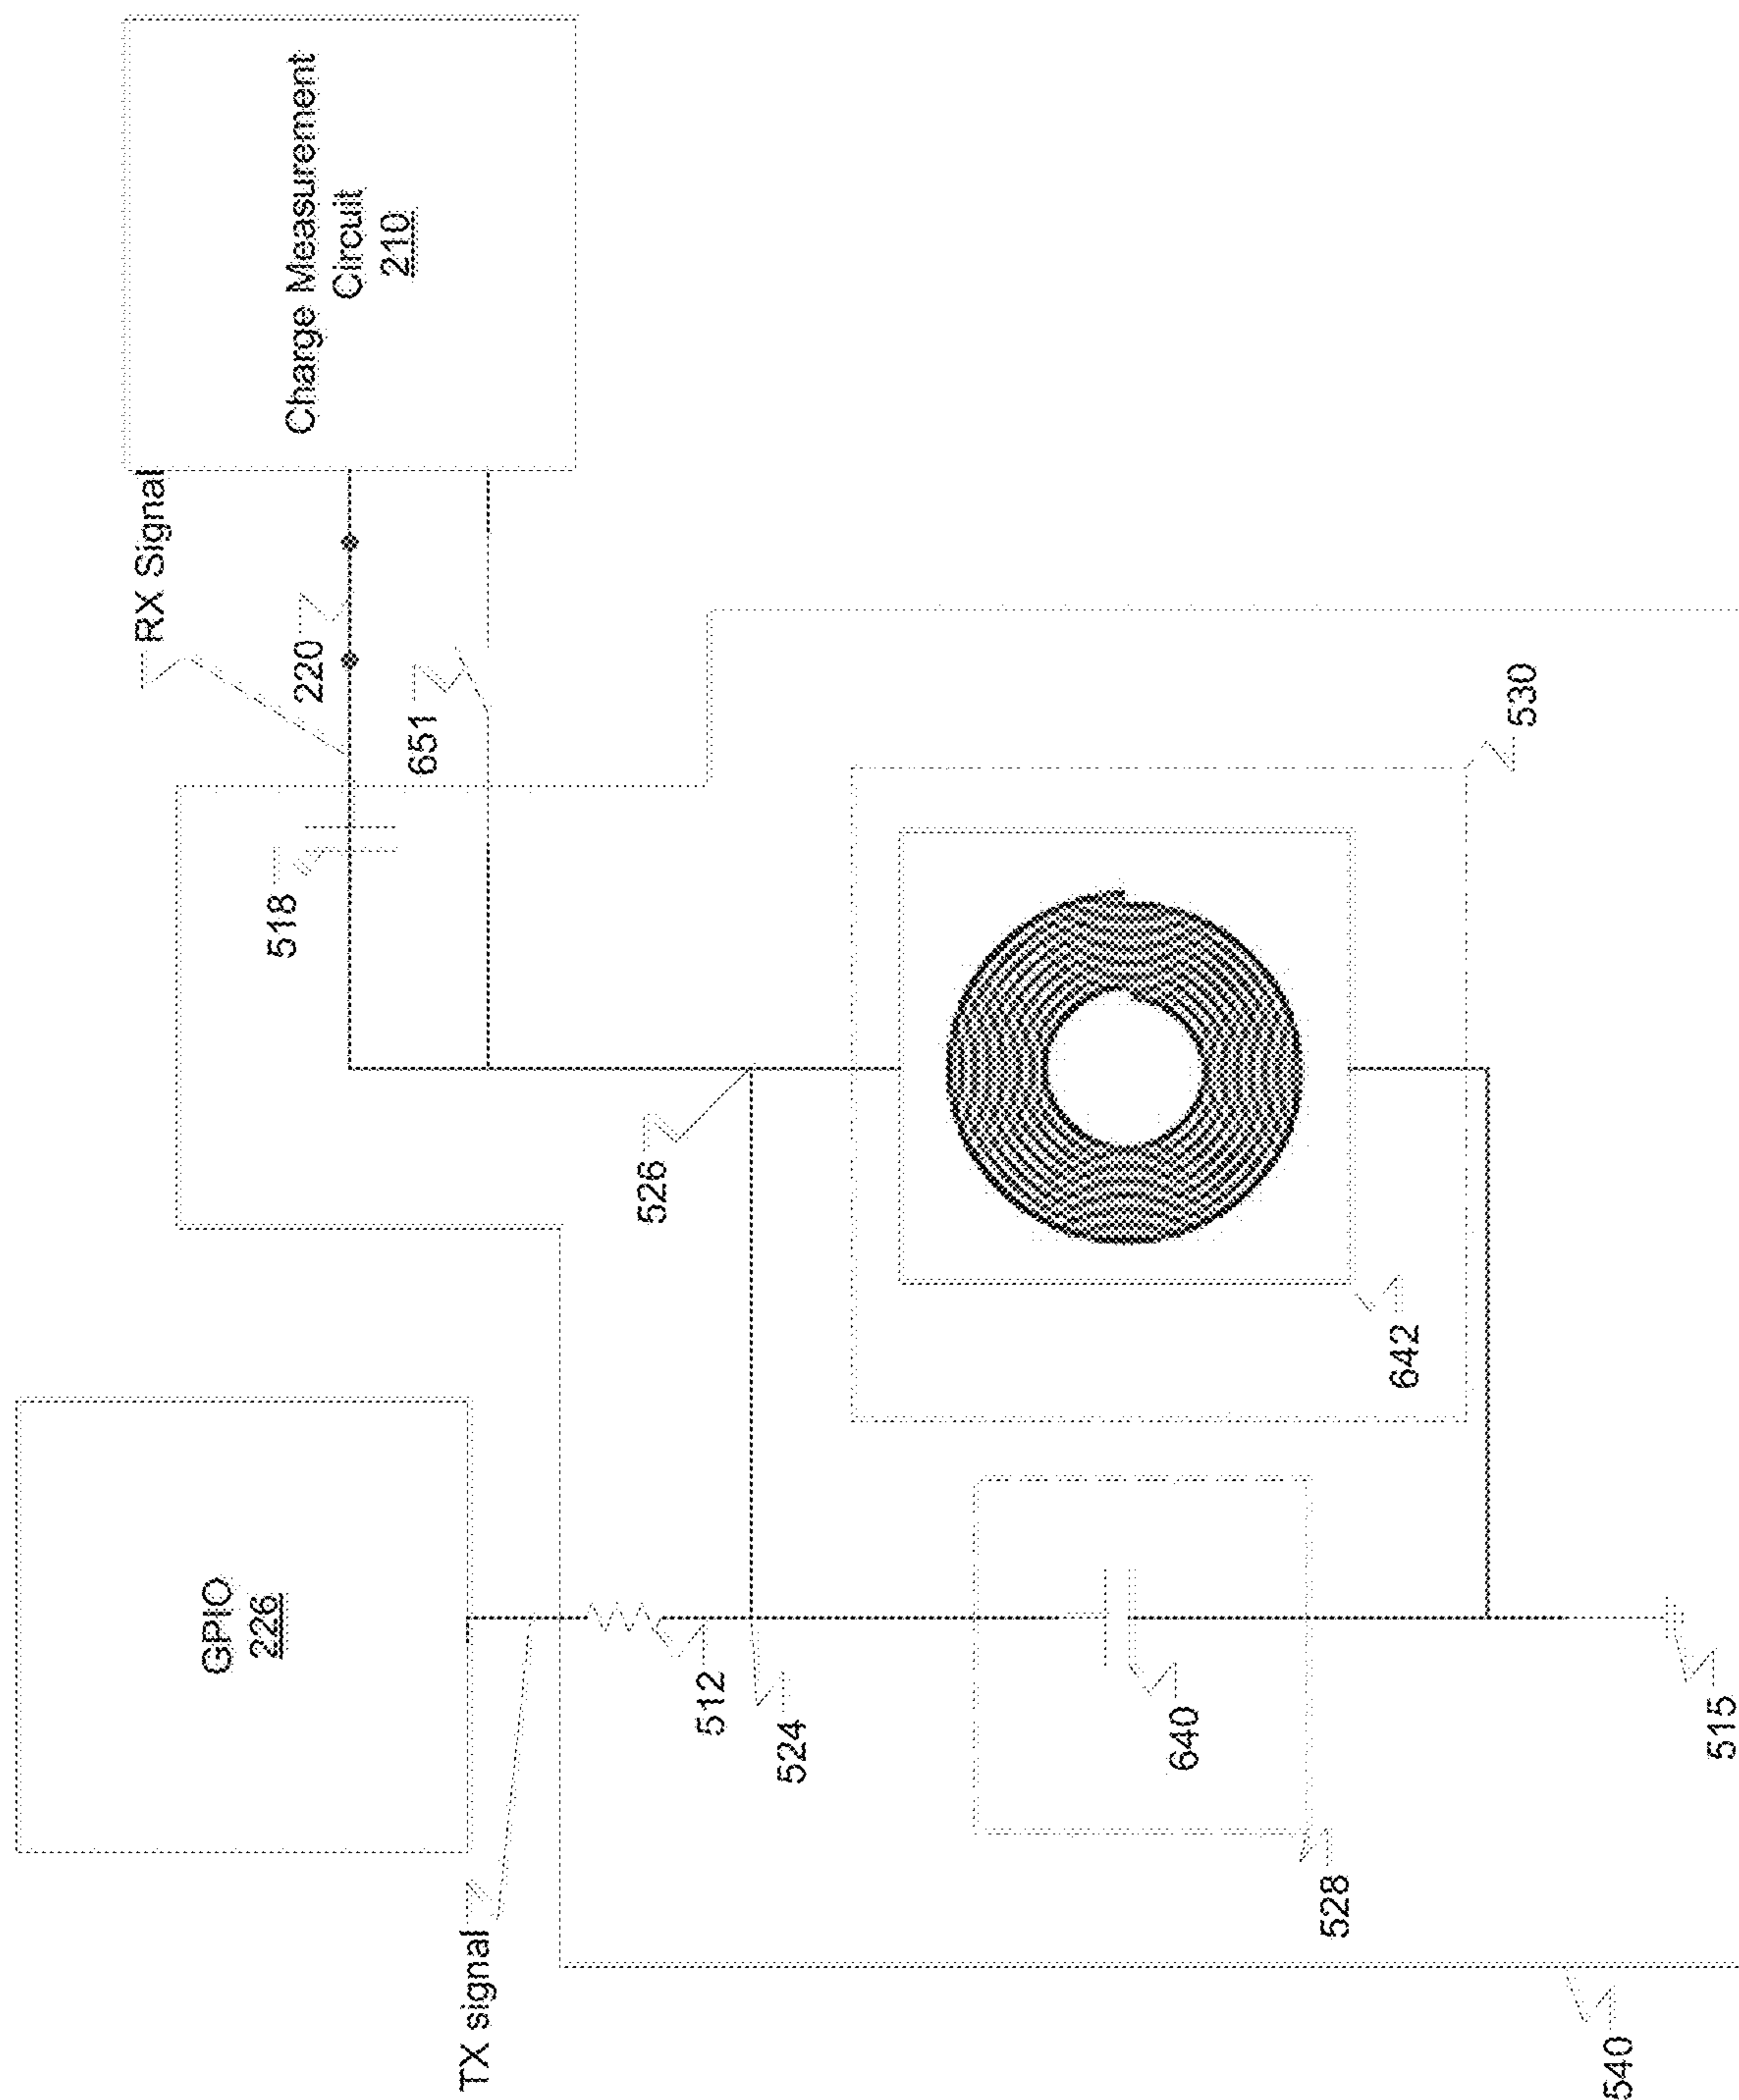 TX signal
GPIO
226
RX Signal
Charge Measurement
Circuit
210
220
651
518
526
512
524
640
528
642
530
515
540